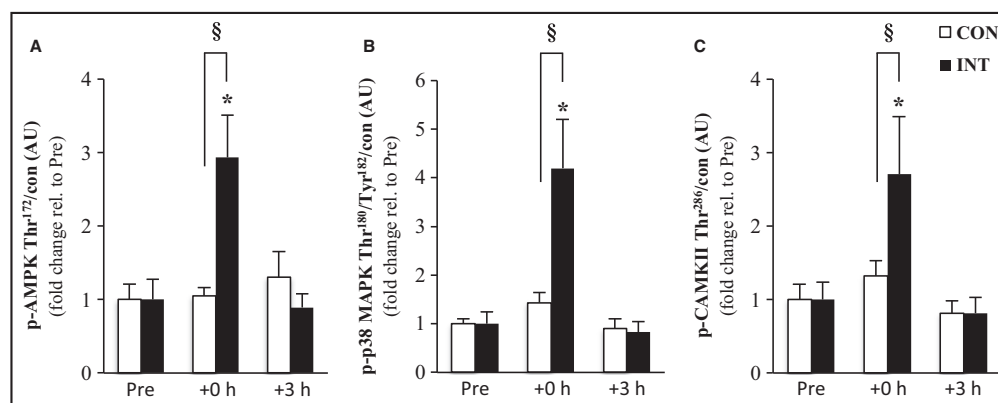 A
p-AMPK Thr¹⁷²/con (AU)
(fold change rel. to Pre)
4
3
2
1
0
§
*
Pre
+0 h
+3 h
B
p-p38 MAPK Thr¹⁸⁰/Tyr¹⁸²/con (AU)
(fold change rel. to Pre)
6
5
4
3
2
1
0
§
*
Pre
+0 h
+3 h
C
p-CAMKII Thr²⁸⁶/con (AU)
(fold change rel. to Pre)
4
3
2
1
0
§
*
Pre
+0 h
+3 h
CON
INT